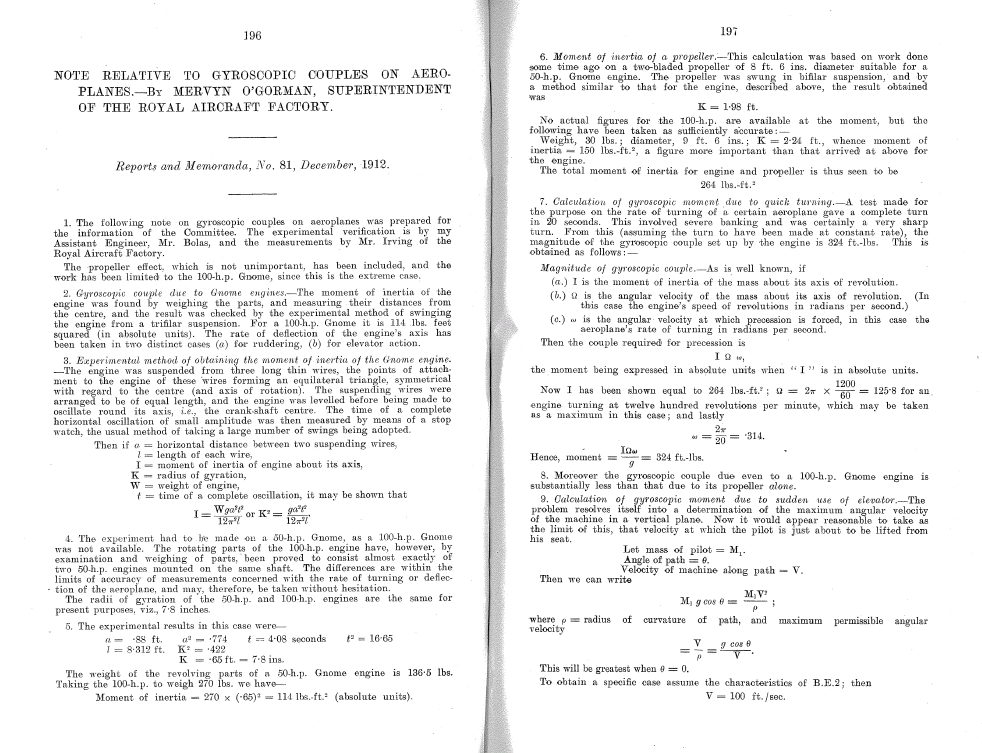 196
NOTE RELATIVE TO GYROSCOPIC COUPLES ON AERO-
PLANES.—BY MERVYN O'GORMAN, SUPERINTENDENT
OF THE ROYAL AIRCRAFT FACTORY.
Reports and Memoranda, No. 81, December, 1912.
1. The following note on gyroscopic couples on aeroplanes was prepared for
the information of the Committee. The experimental verification is by my
Assistant Engineer, Mr. Bolas, and the measurements by Mr. Irving of the
Royal Aircraft Factory.
The propeller effect, which is not unimportant, has been included, and the
work has been limited to the 100-h.p. Gnome, since this is the extreme case.
2. Gyroscopic couple due to Gnome engines.—The moment of inertia of the
engine was found by weighing the parts, and measuring their distances from
the centre, and the result was checked by the experimental method of swinging
the engine from a trifilar suspension. For a 100-h.p. Gnome it is 114 lbs. feet
squared (in absolute units). The rate of deflection of the engine's axis has
been taken in two distinct cases (a) for ruddering, (b) for elevator action.
3. Experimental method of obtaining the moment of inertia of the Gnome engine.
—The engine was suspended from three long thin wires, the points of attach-
ment to the engine of these wires forming an equilateral triangle, symmetrical
with regard to the centre (and axis of rotation). The suspending wires were
arranged to be of equal length, and the engine was levelled before being made to
oscillate round its axis, i.e., the crank-shaft centre. The time of a complete
horizontal oscillation of small amplitude was then measured by means of a stop
watch, the usual method of taking a large number of swings being adopted.
Then if a = horizontal distance between two suspending wires,
l = length of each wire,
I = moment of inertia of engine about its axis,
K = radius of gyration,
W = weight of engine,
t = time of a complete oscillation, it may be shown that
I = Wga²t²/12π²l or K² = ga²t²/12π²l.
4. The experiment had to be made on a 50-h.p. Gnome, as a 100-h.p. Gnome
was not available. The rotating parts of the 100-h.p. engine have, however, by
examination and weighing of parts, been proved to consist almost exactly of
two 50-h.p. engines mounted on the same shaft. The differences are within the
limits of accuracy of measurements concerned with the rate of turning or deflec-
tion of the aeroplane, and may, therefore, be taken without hesitation.
The radii of gyration of the 50-h.p. and 100-h.p. engines are the same for
present purposes, viz., 7·8 inches.
5. The experimental results in this case were—
a = ·88 ft. a² = ·774 t = 4·08 seconds t² = 16·65
l = 8·312 ft. K² = ·422
K = ·65 ft. = 7·8 ins.
The weight of the revolving parts of a 50-h.p. Gnome engine is 136·5 lbs.
Taking the 100-h.p. to weigh 270 lbs. we have—
Moment of inertia = 270 × (·65)² = 114 lbs.-ft.² (absolute units).
197
6. Moment of inertia of a propeller.—This calculation was based on work done
some time ago on a two-bladed propeller of 8 ft. 6 ins. diameter suitable for a
50-h.p. Gnome engine. The propeller was swung in bifilar suspension, and by
a method similar to that for the engine, described above, the result obtained
was
K = 1·98 ft.
No actual figures for the 100-h.p. are available at the moment, but the
following have been taken as sufficiently accurate:—
Weight, 30 lbs.; diameter, 9 ft. 6 ins.; K = 2·24 ft., whence moment of
inertia = 150 lbs.-ft.², a figure more important than that arrived at above for
the engine.
The total moment of inertia for engine and propeller is thus seen to be
264 lbs.-ft.²
7. Calculation of gyroscopic moment due to quick turning.—A test made for
the purpose on the rate of turning of a certain aeroplane gave a complete turn
in 20 seconds. This involved severe banking and was certainly a very sharp
turn. From this (assuming the turn to have been made at constant rate), the
magnitude of the gyroscopic couple set up by the engine is 324 ft.-lbs. This is
obtained as follows:—
Magnitude of gyroscopic couple.—As is well known, if
(a.) I is the moment of inertia of the mass about its axis of revolution.
(b.) Ω is the angular velocity of the mass about its axis of revolution. (In
this case the engine's speed of revolutions in radians per second.)
(c.) ω is the angular velocity at which precession is forced, in this case the
aeroplane's rate of turning in radians per second.
Then the couple required for precession is
I Ω ω,
the moment being expressed in absolute units when "I" is in absolute units.
Now I has been shown equal to 264 lbs.-ft.²; Ω = 2π × 1200/60 = 125·8 for an
engine turning at twelve hundred revolutions per minute, which may be taken
as a maximum in this case; and lastly
ω = 2π/20 = ·314.
Hence, moment = IΩω/g = 324 ft.-lbs.
8. Moreover the gyroscopic couple due even to a 100-h.p. Gnome engine is
substantially less than that due to its propeller alone.
9. Calculation of gyroscopic moment due to sudden use of elevator.—The
problem resolves itself into a determination of the maximum angular velocity
of the machine in a vertical plane. Now it would appear reasonable to take as
the limit of this, that velocity at which the pilot is just about to be lifted from
his seat.
Let mass of pilot = M₁.
Angle of path = θ.
Velocity of machine along path = V.
Then we can write
M₁ g cos θ = M₁V²/ρ;
where ρ = radius of curvature of path, and maximum permissible angular
velocity
= V/ρ = g cos θ/V.
This will be greatest when θ = 0.
To obtain a specific case assume the characteristics of B.E.2; then
V = 100 ft./sec.